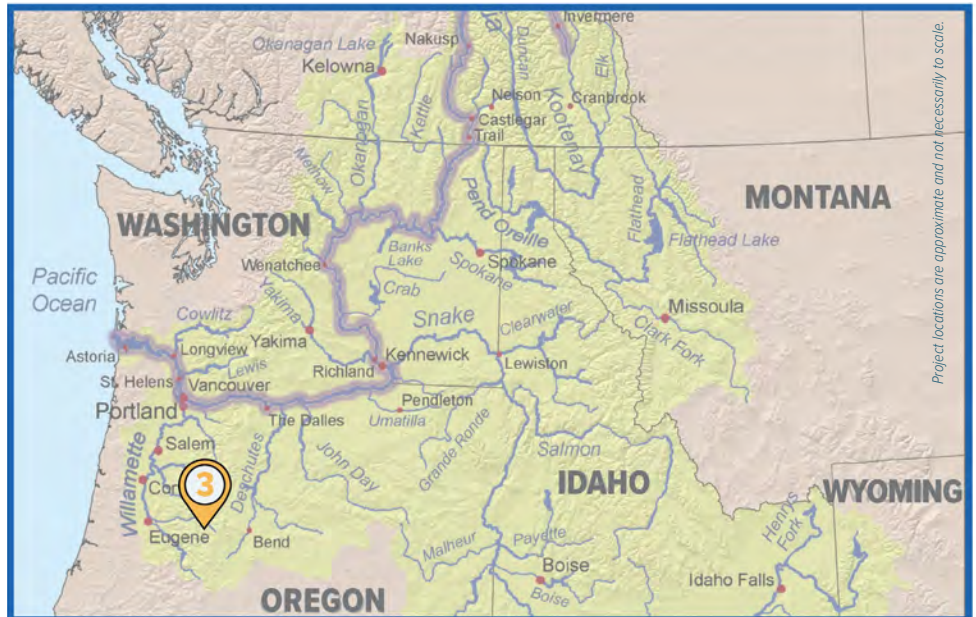 Invermere
Nakusp
Duncan
Okanagan Lake
Kelowna
Elk
Kettle
Nelson
Cranbrook
Kootenay
Castlegar
Trail
Okanagan
Methow
MONTANA
WASHINGTON
Pend Oreille
Flathead
Flathead Lake
Banks
Lake
Spokane
Spokane
Wenatchee
Pacific
Ocean
Crab
Yakima
Missoula
Cowlitz
Snake
Clearwater
Clark Fork
Yakima
Astoria
Longview
Kennewick
Lewis
Richland
Lewiston
St. Helens
Vancouver
Portland
The Dalles
Pendleton
Umatilla
Grande Ronde
Salem
Salmon
Deschutes
John Day
Willamette
3
IDAHO
WYOMING
Henrys
Fork
Eugene
Bend
Malheur
Payette
Boise
Idaho Falls
Boise
OREGON
Project locations are approximate and not necessarily to scale.